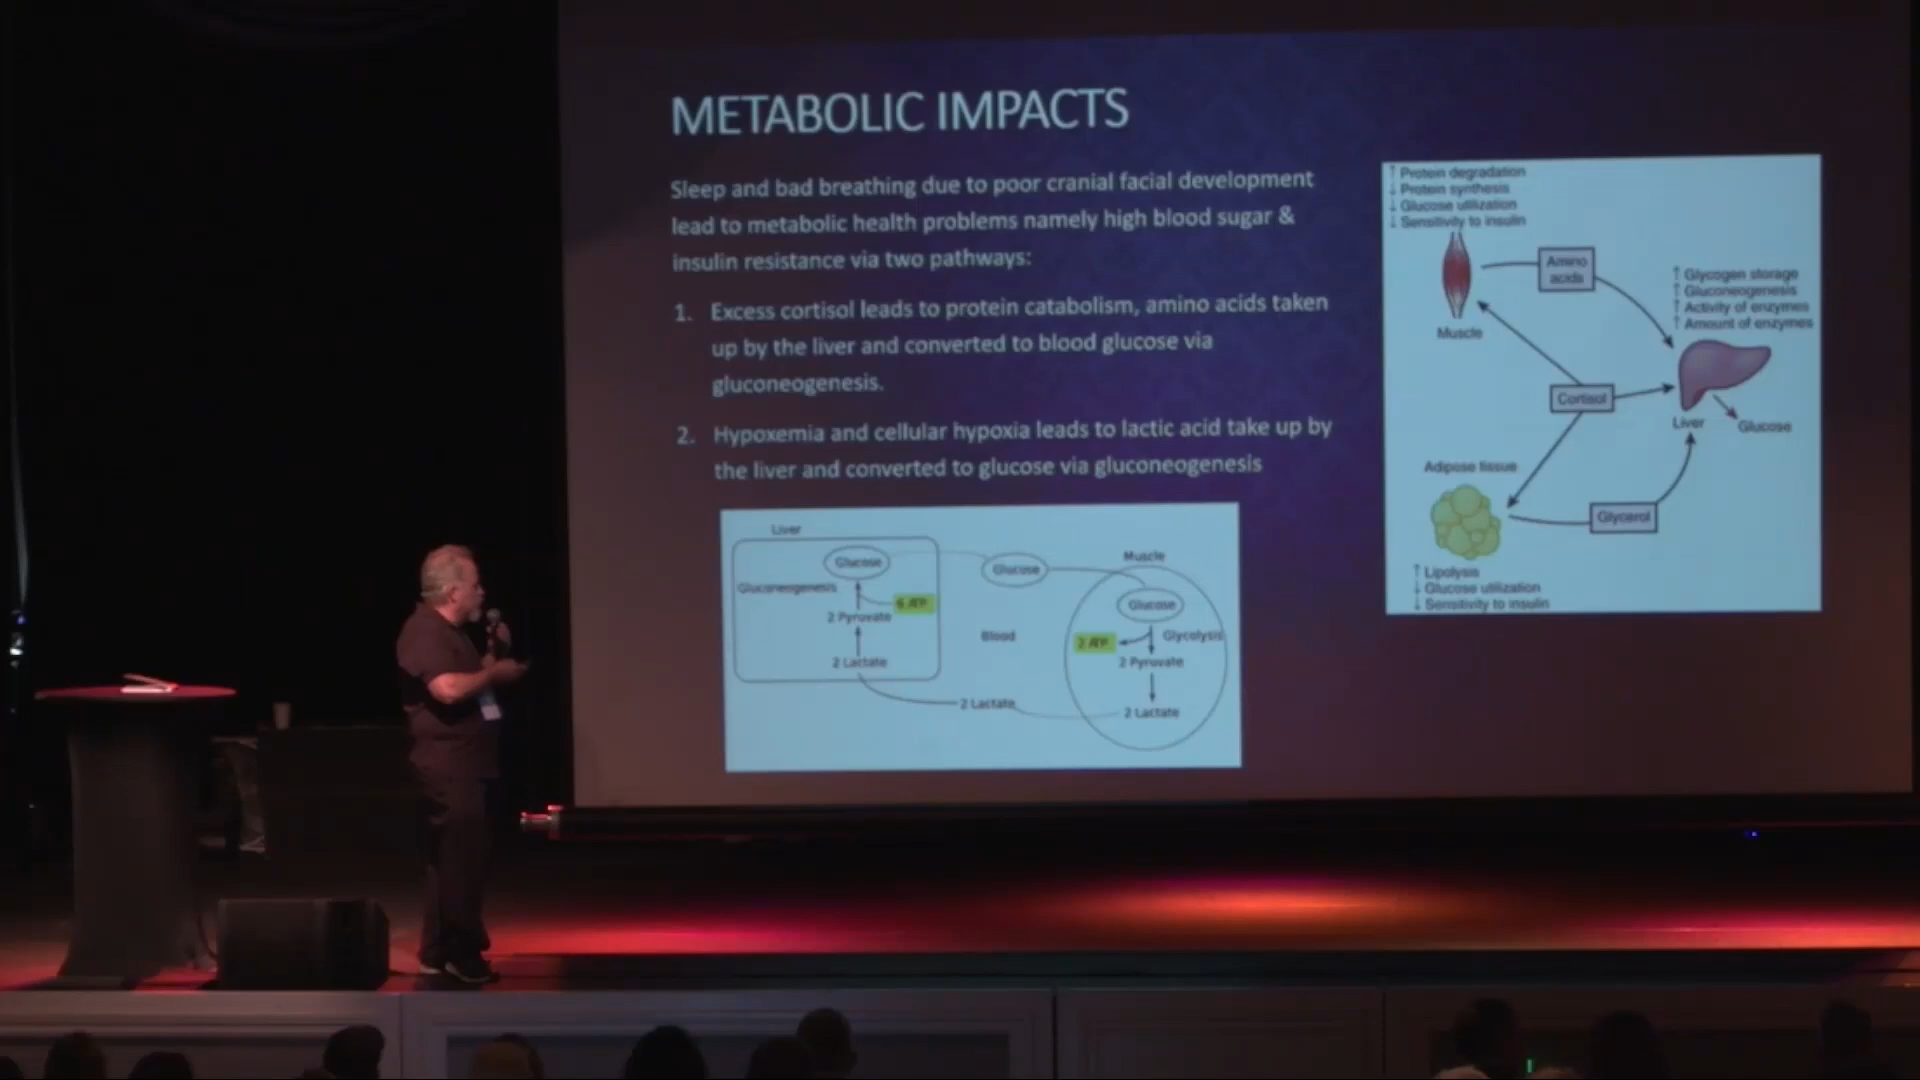 METABOLIC IMPACTS
Sleep and bad breathing due to poor cranial facial development
lead to metabolic health problems namely high blood sugar &
insulin resistance via two pathways:
1. Excess cortisol leads to protein catabolism, amino acids taken
up by the liver and converted to blood glucose via
gluconeogenesis.
2. Hypoxemia and cellular hypoxia leads to lactic acid take up by
the liver and converted to glucose via gluconeogenesis
Liver
Glucose
Gluconeogenesis
6 ATP
2 Pyruvate
2 Lactate
Glucose
Blood
2 Lactate
Muscle
Glucose
Glycolysis
2 ATP
2 Pyruvate
2 Lactate
↑ Protein degradation
↓ Protein synthesis
↓ Glucose utilization
↓ Sensitivity to insulin
Amino
acids
Muscle
↑ Glycogen storage
↑ Gluconeogenesis
↑ Activity of enzymes
↑ Amount of enzymes
Cortisol
Liver
Glucose
Adipose tissue
Glycerol
↑ Lipolysis
↓ Glucose utilization
↓ Sensitivity to insulin